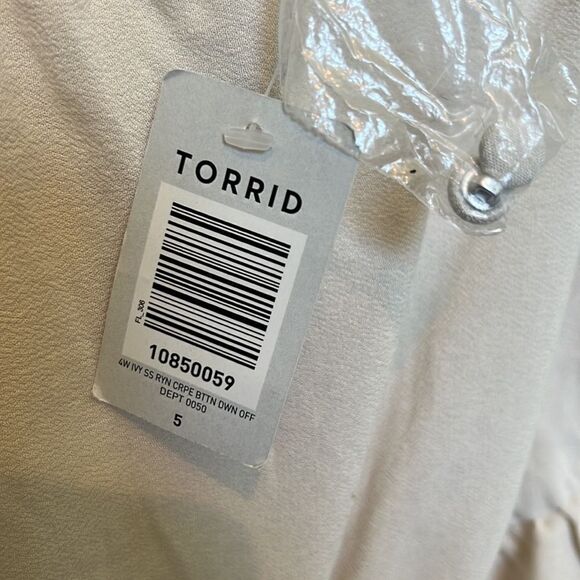 TORRID
FL_306
10850059
4W IVY SS RYN CRPE BTTN DWN OFF
DEPT 0050
5